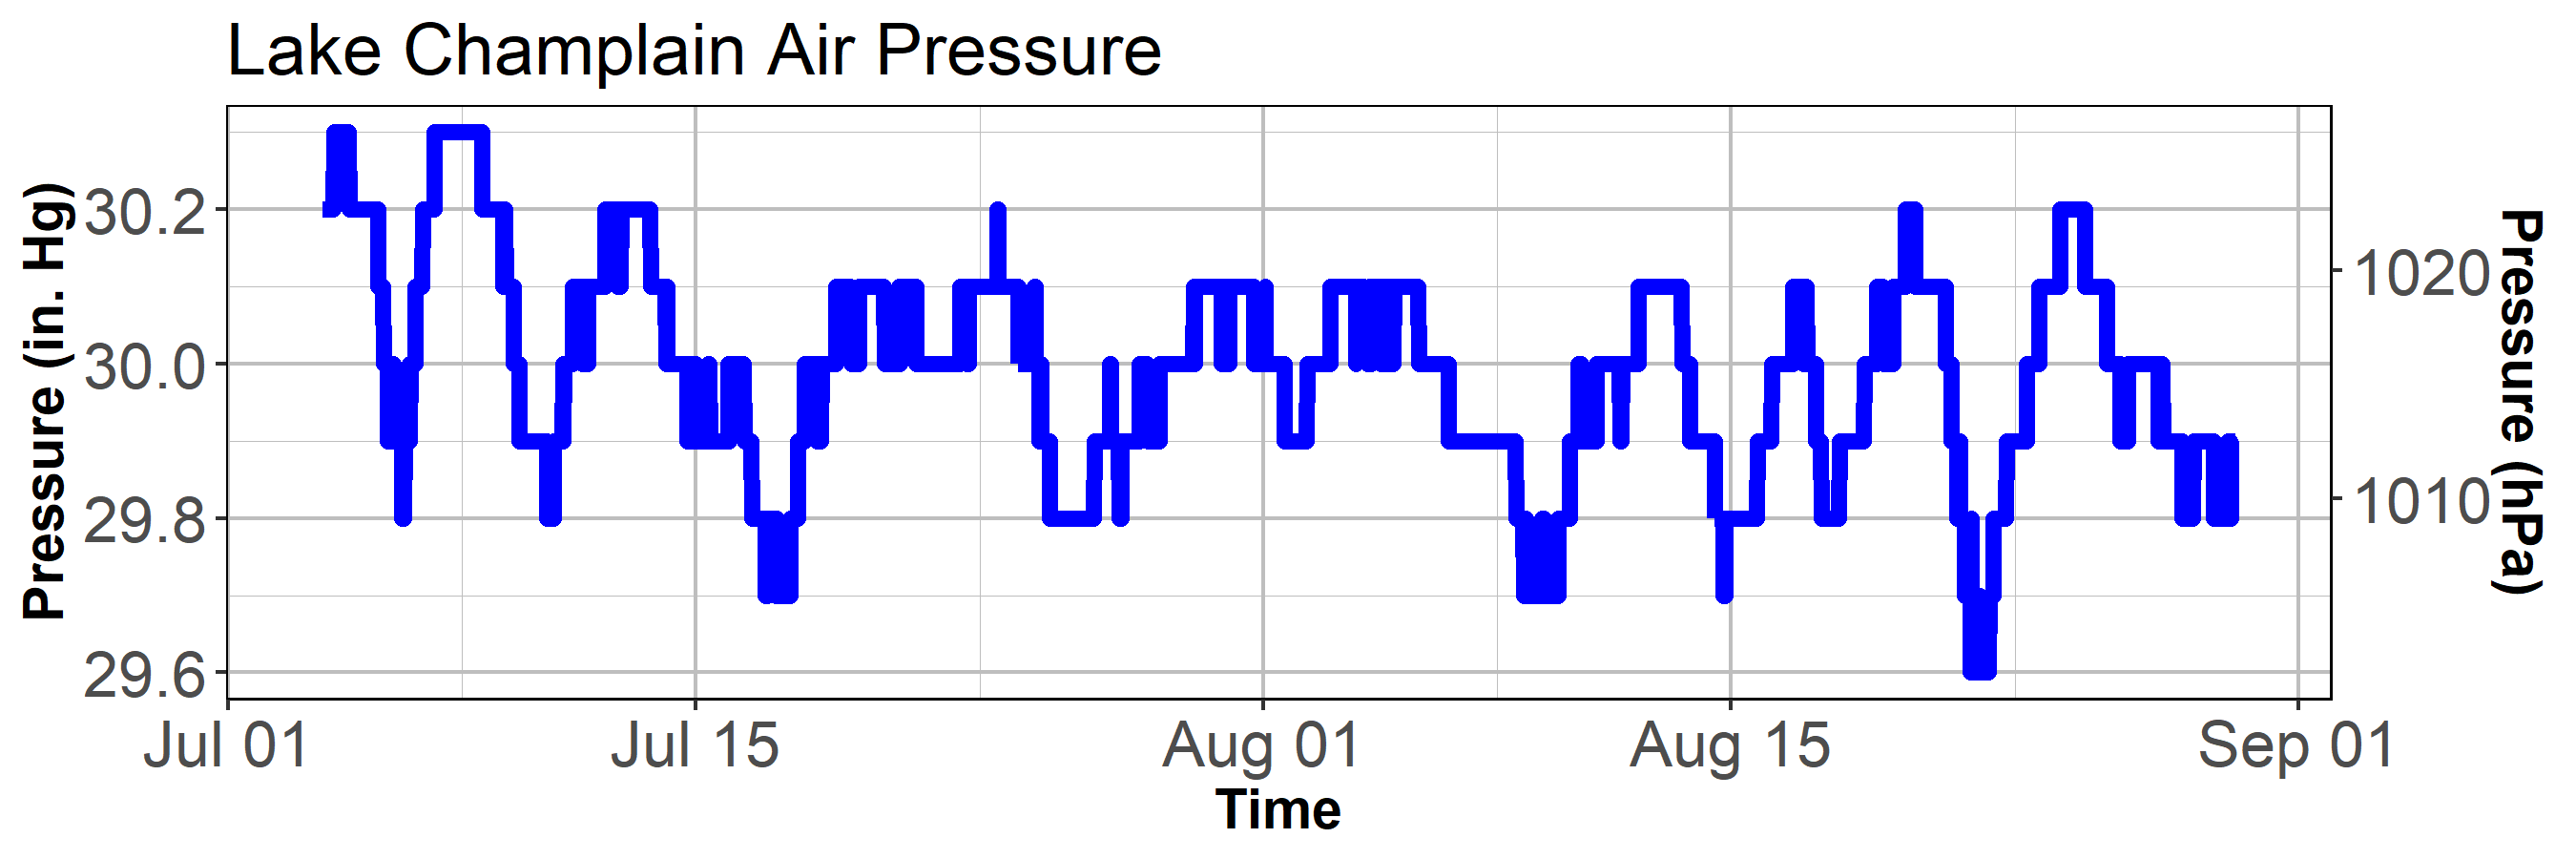 Lake Champlain Air Pressure
Pressure (in. Hg)
30.2
30.0
29.8
29.6
1020
1010
Pressure (hPa)
Jul 01
Jul 15
Aug 01
Aug 15
Sep 01
Time